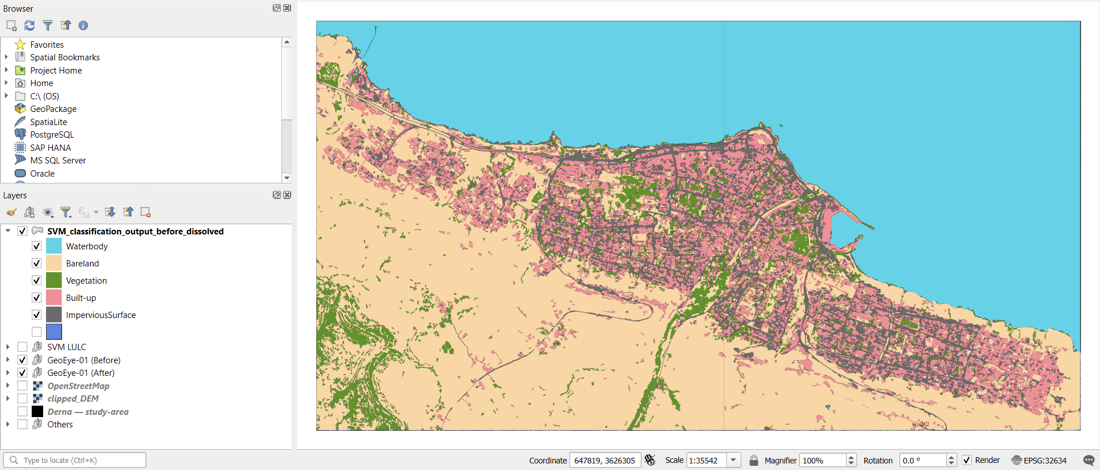 Browser
Favorites
Spatial Bookmarks
Project Home
Home
C:\ (OS)
GeoPackage
SpatiaLite
PostgreSQL
SAP HANA
MS SQL Server
Oracle
Layers
SVM_classification_output_before_dissolved
Waterbody
Bareland
Vegetation
Built-up
ImperviousSurface
SVM LULC
GeoEye-01 (Before)
GeoEye-01 (After)
OpenStreetMap
clipped_DEM
Derna — study-area
Others
Type to locate (Ctrl+K)
Coordinate 647819, 3626305 Scale 1:35542 Magnifier 100% Rotation 0.0 ° Render EPSG:32634